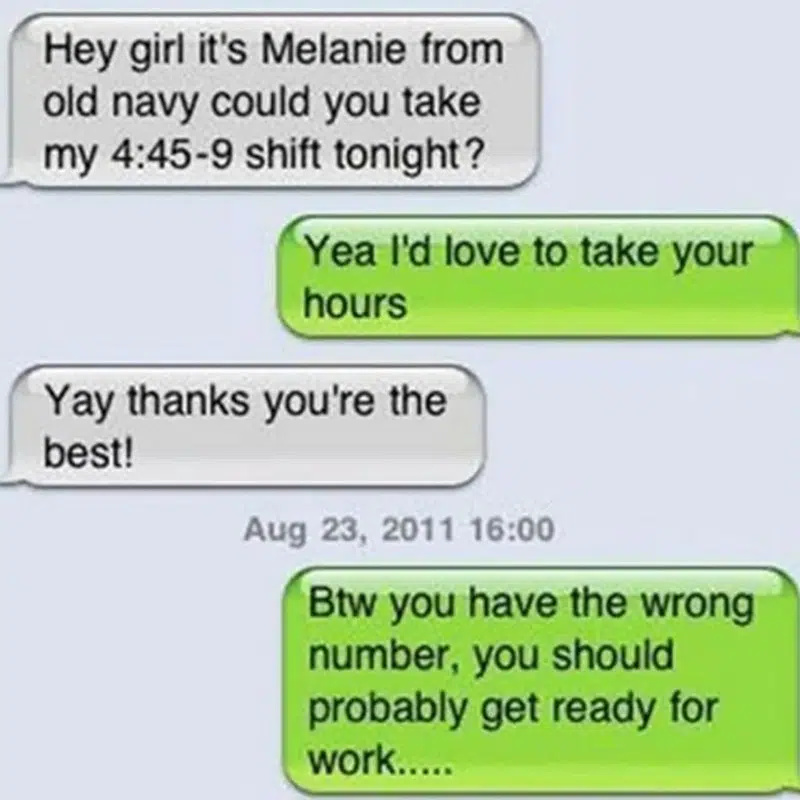 Hey girl it's Melanie from
old navy could you take
my 4:45-9 shift tonight?
Yea I'd love to take your
hours
Yay thanks you're the
best!
Aug 23, 2011 16:00
Btw you have the wrong
number, you should
probably get ready for
work.....